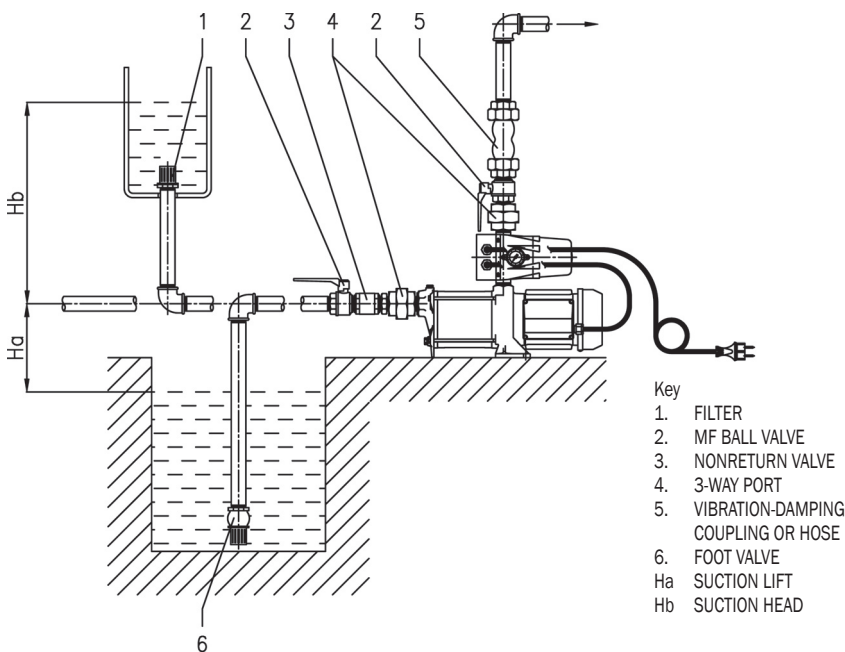 1 2 3 4 2 5
Hb
Ha
6
Key
1. FILTER
2. MF BALL VALVE
3. NONRETURN VALVE
4. 3-WAY PORT
5. VIBRATION-DAMPING
COUPLING OR HOSE
6. FOOT VALVE
Ha SUCTION LIFT
Hb SUCTION HEAD